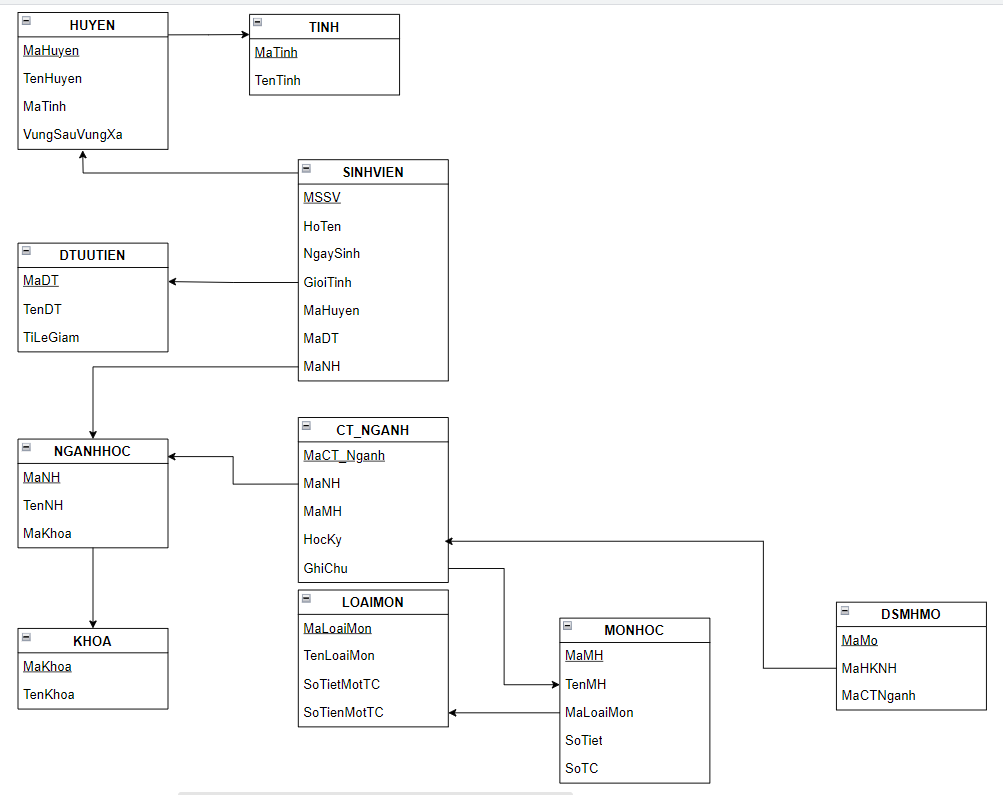 HUYEN
MaHuyen
TenHuyen
MaTinh
VungSauVungXa
TINH
MaTinh
TenTinh
SINHVIEN
MSSV
HoTen
NgaySinh
GioiTinh
MaHuyen
MaDT
MaNH
DTUUTIEN
MaDT
TenDT
TiLeGiam
NGANHHOC
MaNH
TenNH
MaKhoa
CT_NGANH
MaCT_Nganh
MaNH
MaMH
HocKy
GhiChu
KHOA
MaKhoa
TenKhoa
LOAIMON
MaLoaiMon
TenLoaiMon
SoTietMotTC
SoTienMotTC
MONHOC
MaMH
TenMH
MaLoaiMon
SoTiet
SoTC
DSMHMO
MaMo
MaHKNH
MaCTNganh